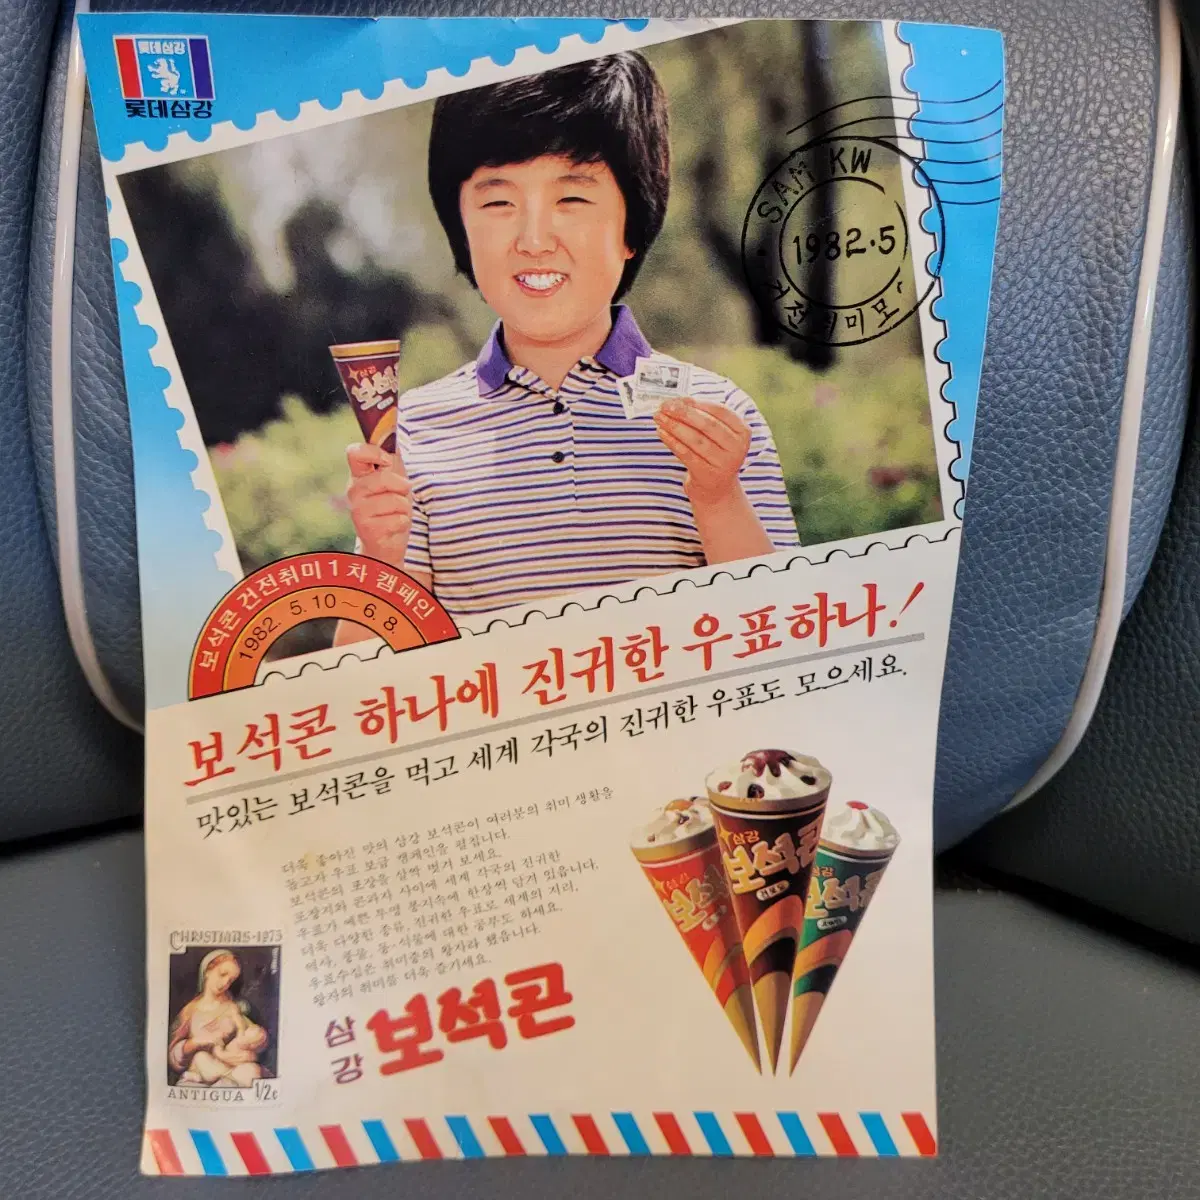 롯데삼강
롯데삼강
SAM KW
1982·5
보석콘 건전취미 1차 캠페인
1982. 5. 10~6. 8.
보석콘 하나에 진귀한 우표하나!
맛있는 보석콘을 먹고 세계 각국의 진귀한 우표도 모으세요.
더욱 좋아진 맛의 삼강 보석콘이 여러분의 취미 생활을
돕고자 우표 보급 캠페인을 펼칩니다.
보석콘의 포장을 살짝 벗겨 보세요.
포장지와 콘과자 사이에 세계 각국의 진귀한
우표가 예쁜 투명 봉지속에 한장씩 담겨 있읍니다.
더욱 다양한 종류, 진귀한 우표로 세계의 지리,
역사, 풍물, 동·식물에 대한 공부도 하세요.
우표수집은 취미중의 왕자라 했읍니다.
왕자의 취미를 더욱 즐기세요.
삼강 보석콘
삼강
보석콘
삼강
CHRISTMAS-1973
ANTIGUA 1/2c